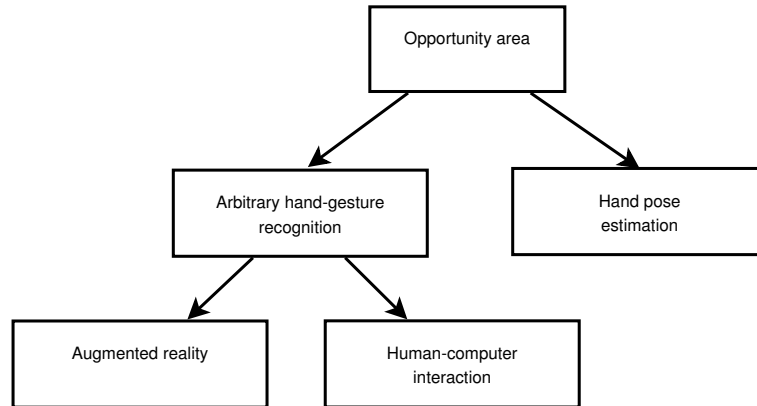 Opportunity area
Arbitrary hand-gesture
recognition
Hand pose
estimation
Augmented reality
Human-computer
interaction